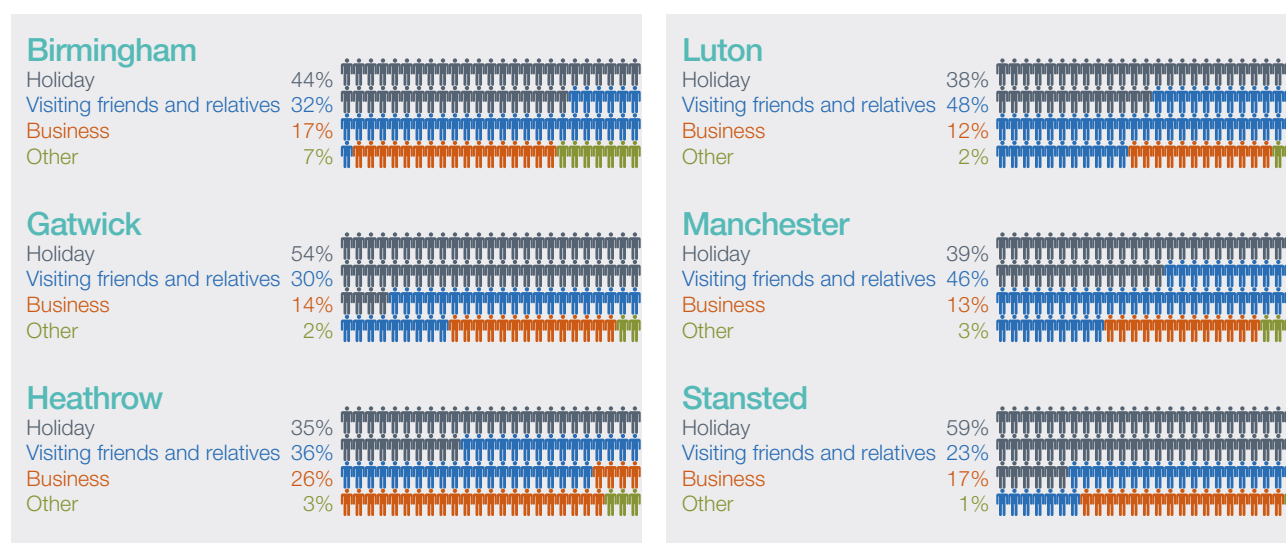 Birmingham
Holiday 44%
Visiting friends and relatives 32%
Business 17%
Other 7%
Gatwick
Holiday 54%
Visiting friends and relatives 30%
Business 14%
Other 2%
Heathrow
Holiday 35%
Visiting friends and relatives 36%
Business 26%
Other 3%
Luton
Holiday 38%
Visiting friends and relatives 48%
Business 12%
Other 2%
Manchester
Holiday 39%
Visiting friends and relatives 46%
Business 13%
Other 3%
Stansted
Holiday 59%
Visiting friends and relatives 23%
Business 17%
Other 1%